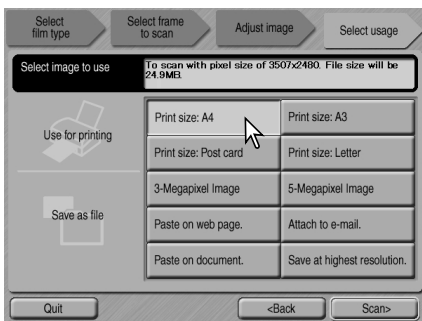 Select
film type
Select frame
to scan
Adjust image
Select usage
Select image to use
To scan with pixel size of 3507x2480. File size will be
24.9MB.
Use for printing
Print size: A4
Print size: A3
Print size: Post card
Print size: Letter
Save as file
3-Megapixel Image
5-Megapixel Image
Paste on web page.
Attach to e-mail.
Paste on document.
Save at highest resolution.
Quit
<Back
Scan>